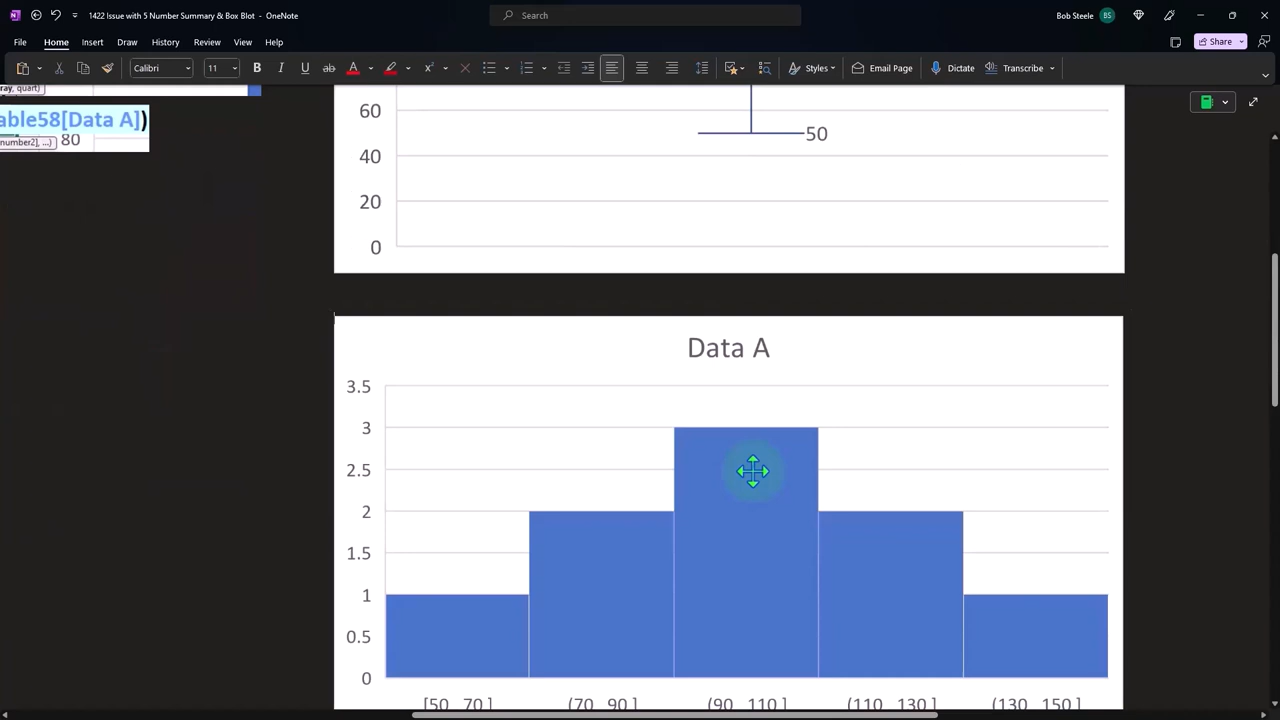 1422 Issue with 5 Number Summary & Box Blot - OneNote
Search
Bob Steele
BS
File
Home
Insert
Draw
History
Review
View
Help
Share
Calibri
11
Styles
Email Page
Dictate
Transcribe
ray, quart)
able58[Data A])
number2], ...)
80
60
40
20
0
50
Data A
3.5
3
2.5
2
1.5
1
0.5
0
[50 , 70 ]
(70 , 90 ]
(90 , 110 ]
(110 , 130 ]
(130 , 150 ]